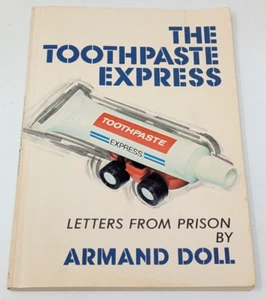 THE
TOOTHPASTE
EXPRESS
TOOTHPASTE
EXPRESS
LETTERS FROM PRISON
BY
ARMAND DOLL